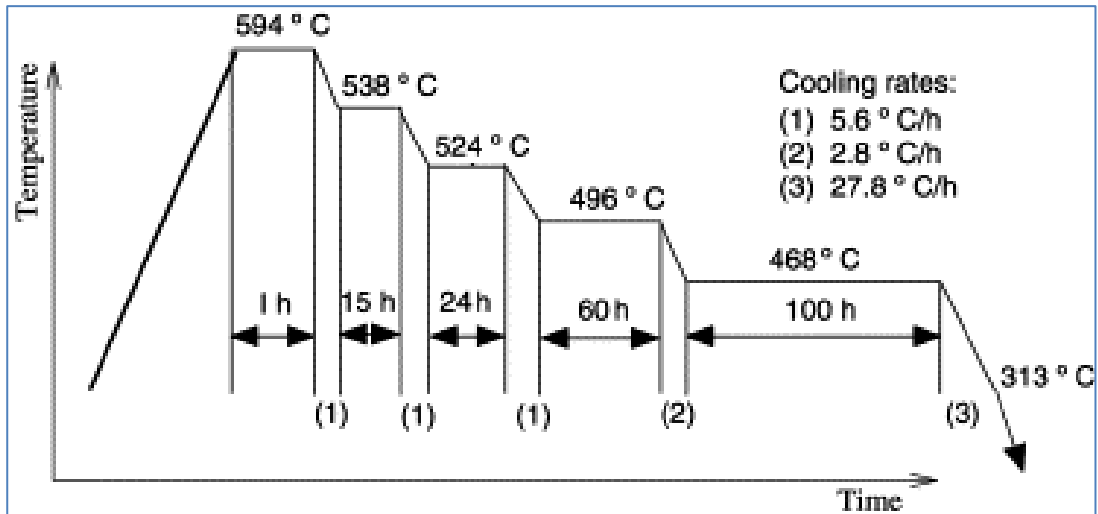 594 ° C
538 ° C
524 ° C
496 ° C
468 ° C
313 ° C
Cooling rates:
(1) 5.6 ° C/h
(2) 2.8 ° C/h
(3) 27.8 ° C/h
Temperature
1 h
15 h
24 h
60 h
100 h
(1)
(1)
(1)
(2)
(3)
Time